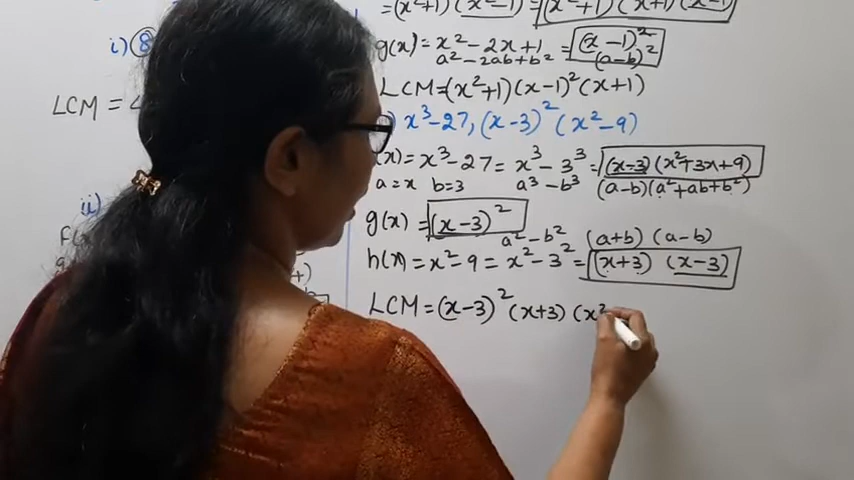 =(x²+1)(x²-1)=(x²+1)(x+1)(x-1)
i) 8
g(x)=x²-2x+1=(x-1)²
a²-2ab+b² (a-b)²
LCM =
LCM=(x²+1)(x-1)²(x+1)
x³-27,(x-3)²(x²-9)
(x)=x³-27=x³-3³=(x-3)(x²+3x+9)
a=x b=3 a³-b³ (a-b)(a²+ab+b²)
ii)
g(x)=(x-3)²
a²-b² (a+b)(a-b)
h(x)=x²-9=x²-3²=(x+3)(x-3)
LCM=(x-3)²(x+3)(x²